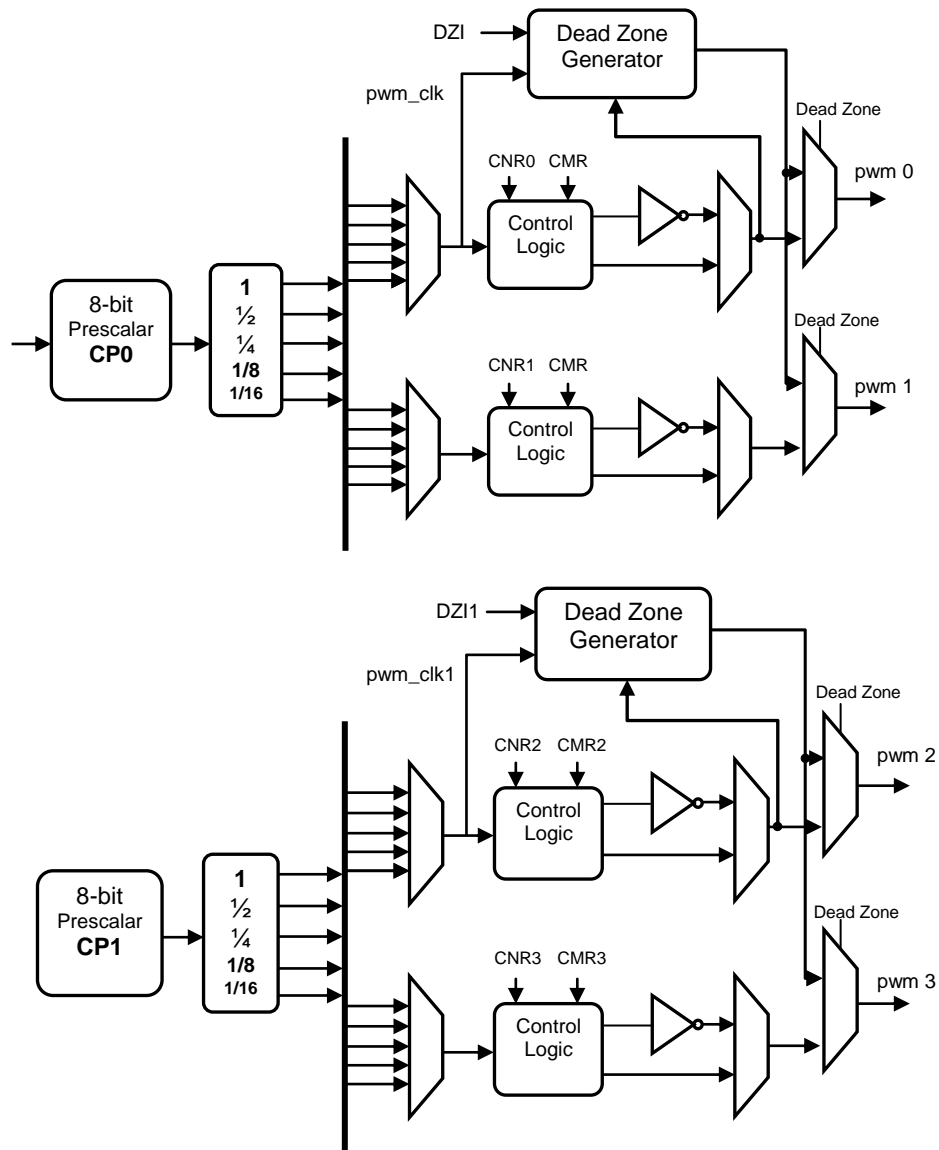 DZI
Dead Zone
Generator
pwm_clk
Dead Zone
CNR0 CMR
pwm 0
Control
Logic
8-bit
Prescalar
CP0
1
½
¼
1/8
1/16
Dead Zone
CNR1 CMR
pwm 1
Control
Logic
DZI1
Dead Zone
Generator
pwm_clk1
Dead Zone
CNR2 CMR2
pwm 2
Control
Logic
8-bit
Prescalar
CP1
1
½
¼
1/8
1/16
Dead Zone
CNR3 CMR3
pwm 3
Control
Logic